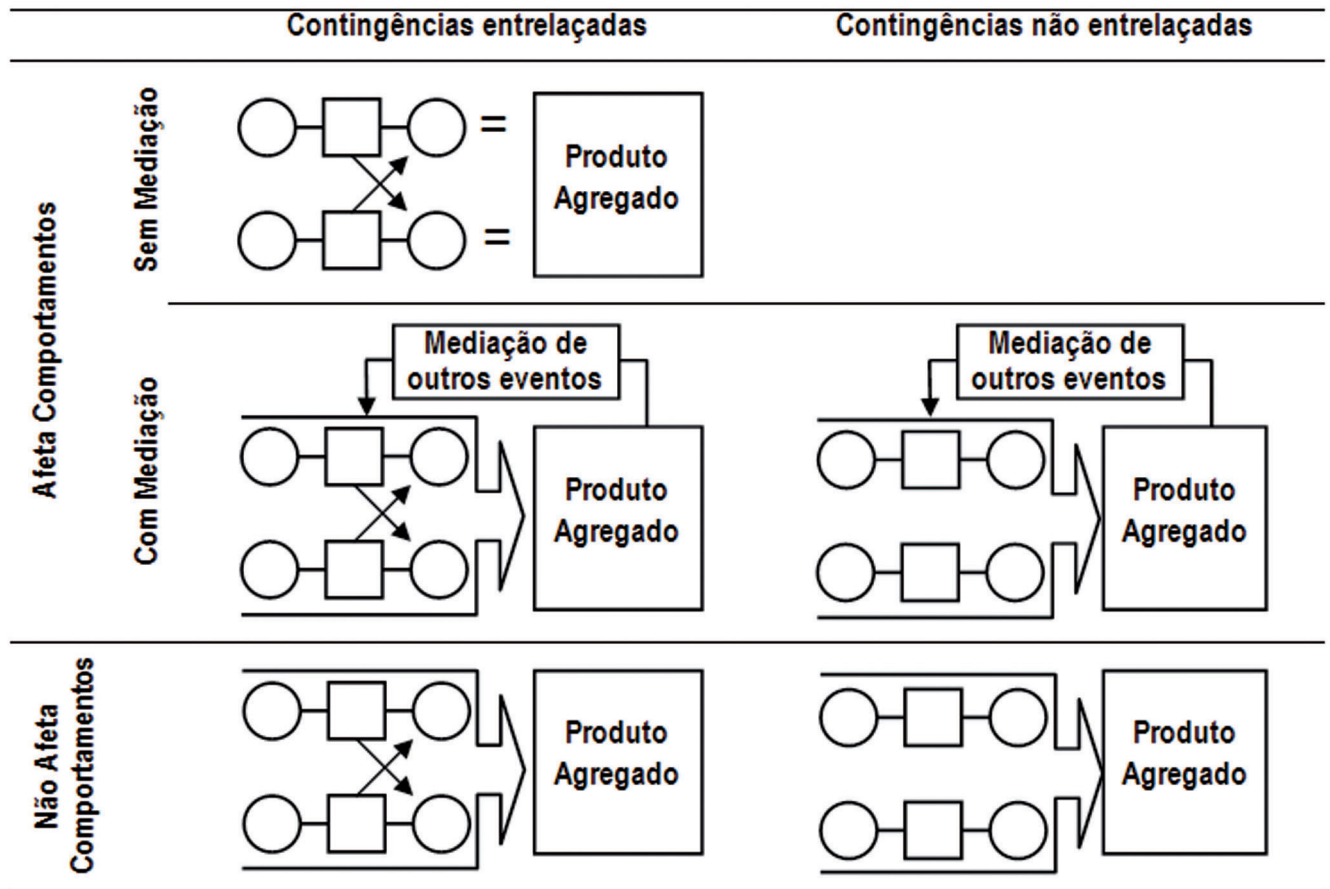 Contingências entrelaçadas
Contingências não entrelaçadas
Afeta Comportamentos
Sem Mediação
=
=
Produto
Agregado
Com Mediação
Mediação de
outros eventos
Produto
Agregado
Mediação de
outros eventos
Produto
Agregado
Não Afeta
Comportamentos
Produto
Agregado
Produto
Agregado